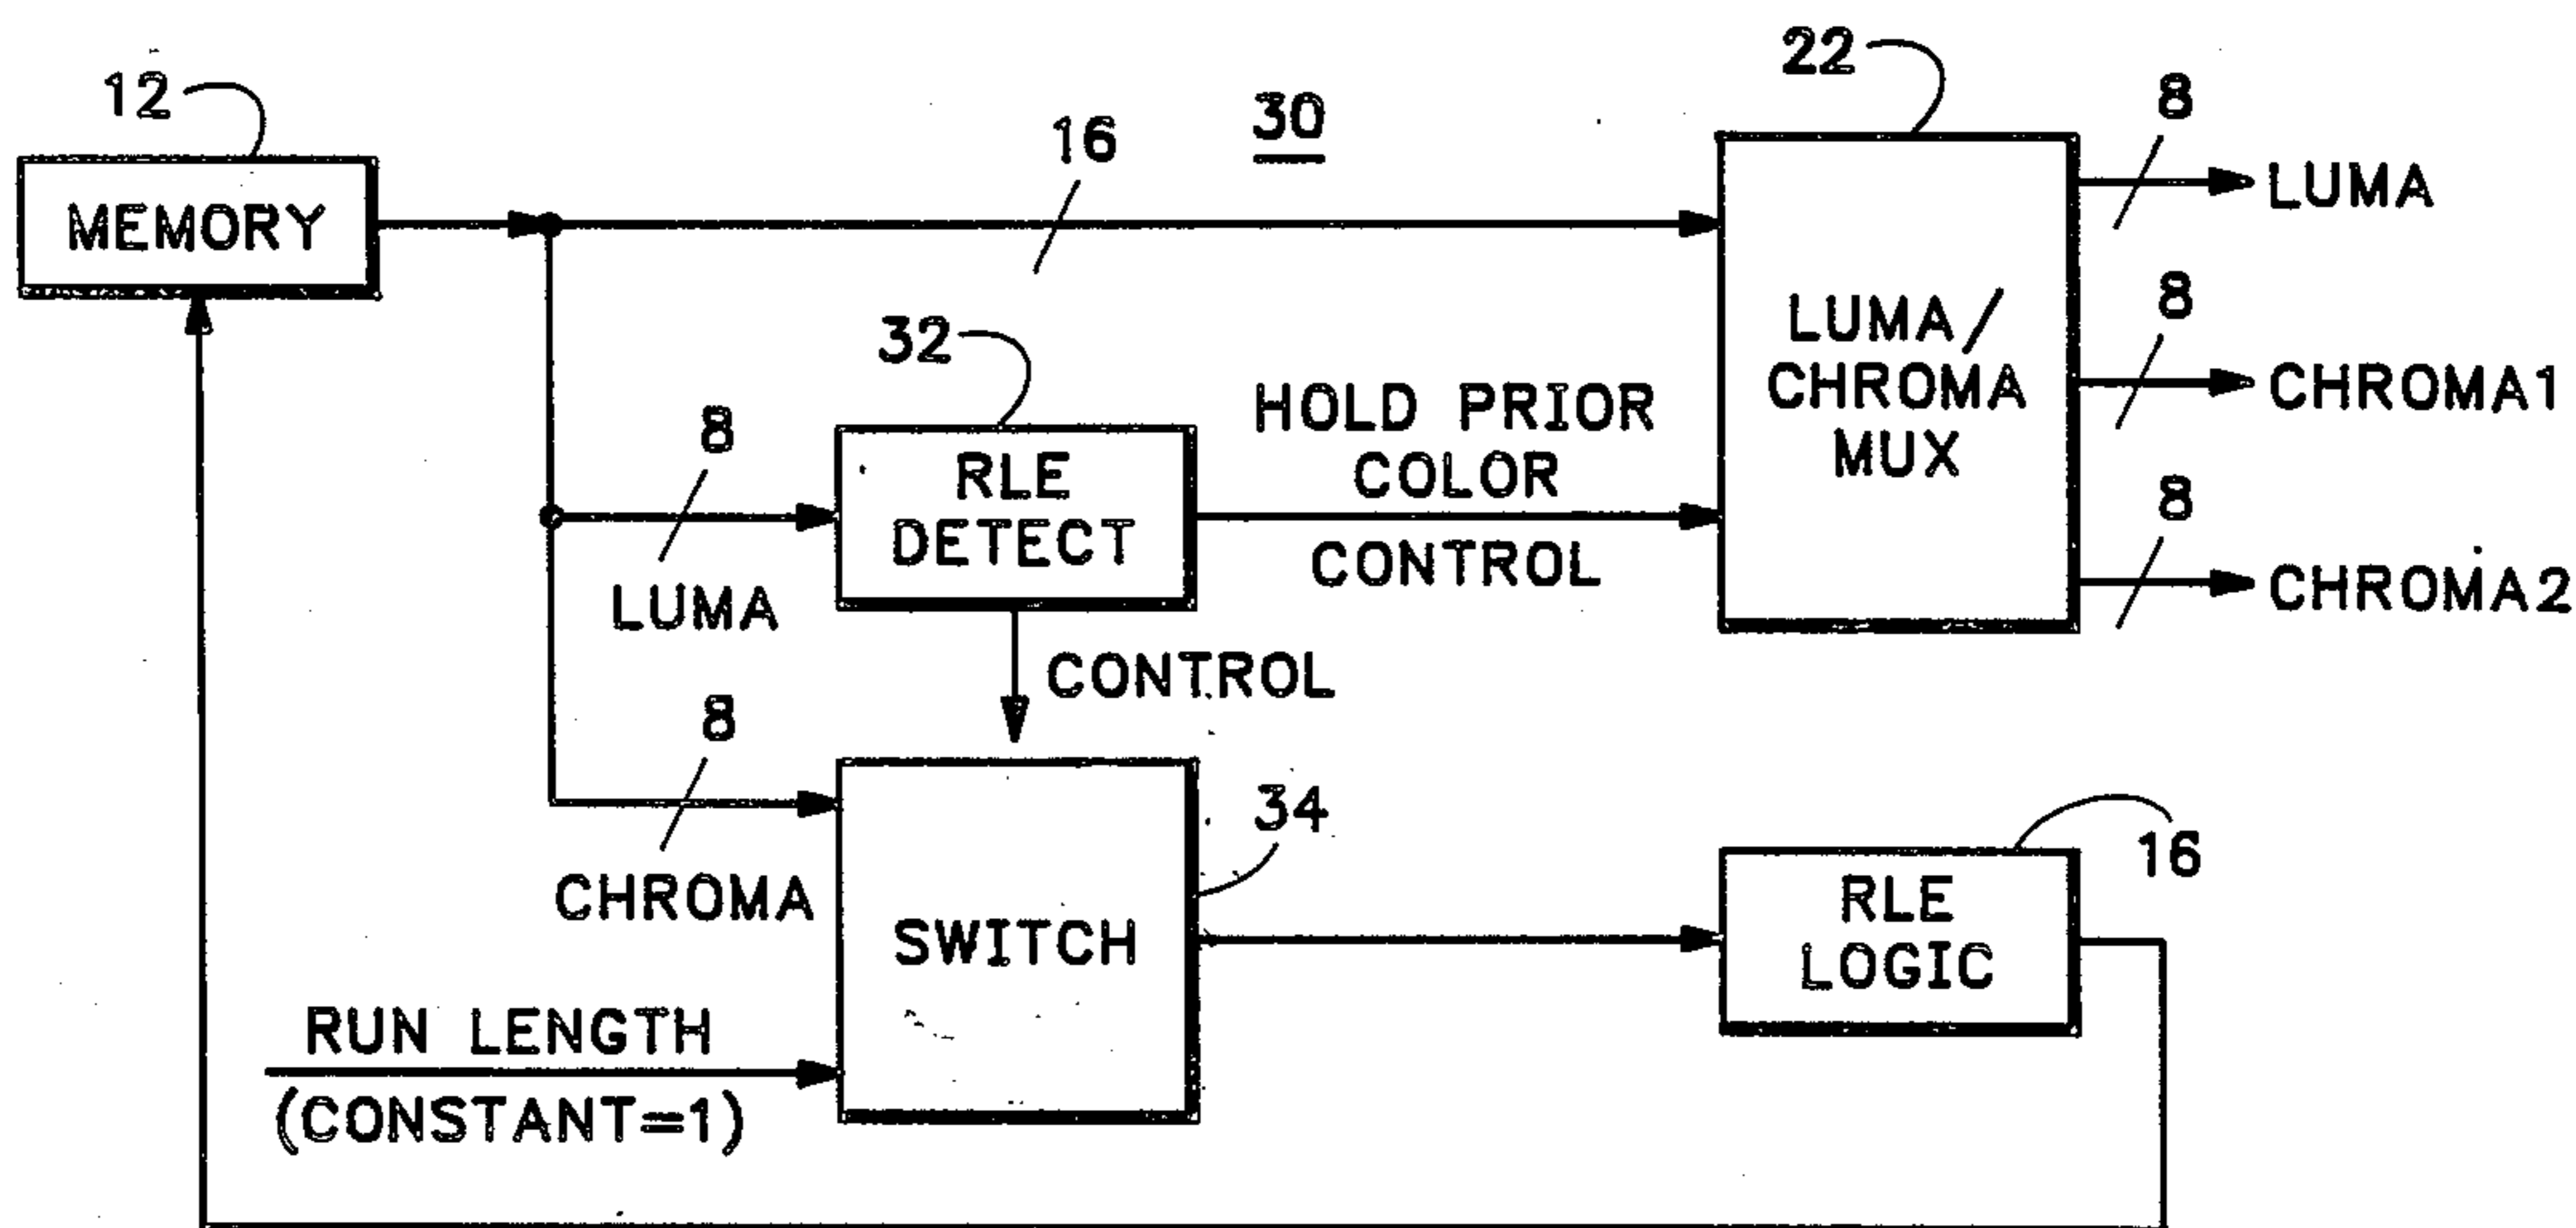 12
MEMORY
16
30
22
LUMA/
CHROMA
MUX
8
LUMA
8
CHROMA1
8
CHROMA2
32
8
LUMA
RLE
DETECT
HOLD PRIOR
COLOR
CONTROL
CONTROL
8
CHROMA
SWITCH
34
RUN LENGTH
(CONSTANT=1)
RLE
LOGIC
16